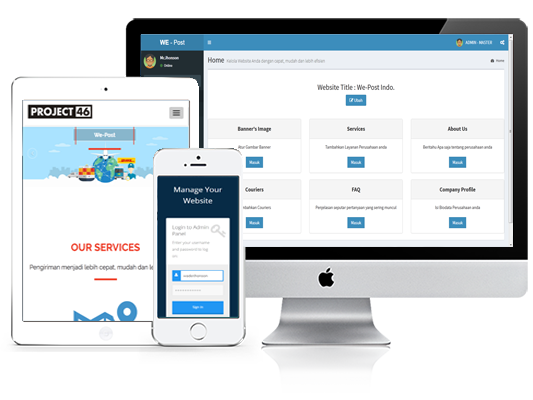 WE - Post
ADMIN : MASTER
Mr.Booooom
Online
Home
Kelola Website Anda dengan cepat, mudah dan lebih efisien
Home
Website Title : We-Post Indo.
Ubah
Banner's Image
Services
About Us
Atur Gambar Banner
Tambahkan Layanan Perusahaan anda
Beritahu Apa saja tentang perusahaan anda
Masuk
Masuk
Masuk
Couriers
FAQ
Company Profile
Tambahkan Couriers
Penjelasan seputar pertanyaan yang sering muncul
Isi Biodata Perusahaan anda
Masuk
Masuk
Masuk
PROJECT 46
We-Post
OUR SERVICES
Pengiriman menjadi lebih cepat, mudah dan le
Manage Your
Website
Login to Admin
Panel
Enter your username
and password to log
on:
Sign in